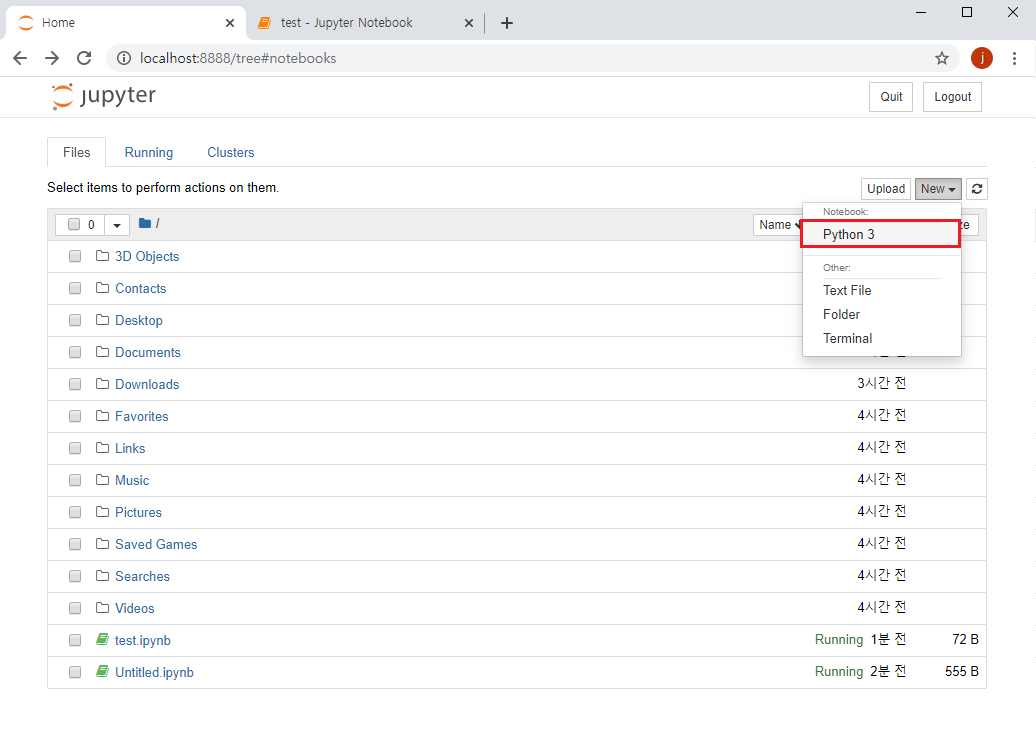 Home
test - Jupyter Notebook
localhost:8888/tree#notebooks
j
jupyter
Quit
Logout
Files
Running
Clusters
Select items to perform actions on them.
Upload
New
0
/
Name
Notebook:
Python 3
Other:
Text File
Folder
Terminal
3D Objects
Contacts
Desktop
Documents
Downloads 3시간 전
Favorites 4시간 전
Links 4시간 전
Music 4시간 전
Pictures 4시간 전
Saved Games 4시간 전
Searches 4시간 전
Videos 4시간 전
test.ipynb Running 1분 전 72 B
Untitled.ipynb Running 2분 전 555 B